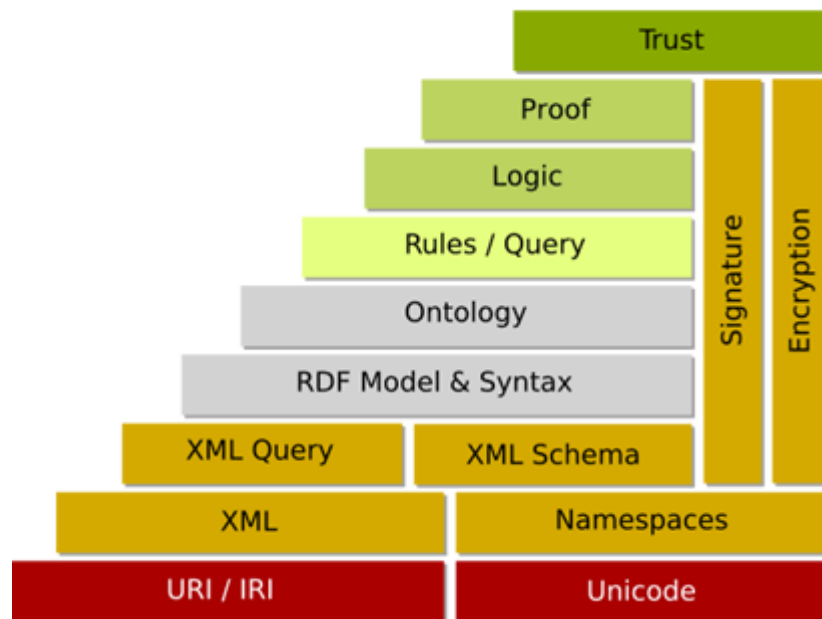 Trust
Proof
Logic
Rules / Query
Ontology
RDF Model & Syntax
XML Query
XML Schema
Signature
Encryption
XML
Namespaces
URI / IRI
Unicode